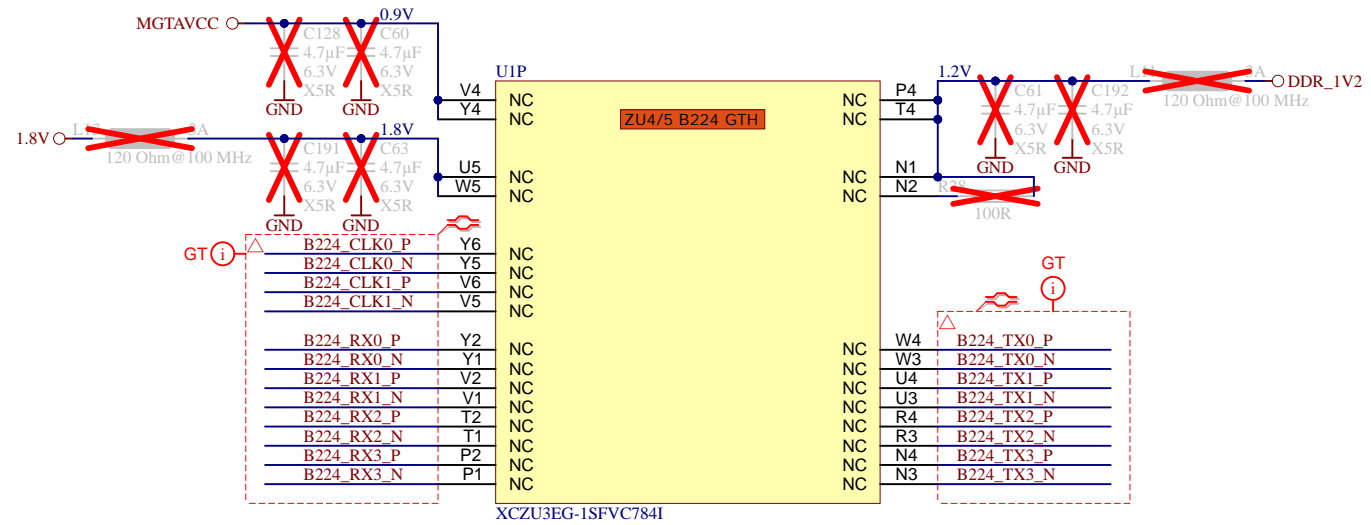 MGTAVCC
0.9V
C128
4.7µF
6.3V
X5R
GND
C60
4.7µF
6.3V
X5R
GND
1.8V
3A
120 Ohm@100 MHz
1.8V
C191
4.7µF
6.3V
X5R
GND
C63
4.7µF
6.3V
X5R
GND
U1P
ZU4/5 B224 GTH
V4 NC
Y4 NC
U5 NC
W5 NC
GT i
B224_CLK0_P Y6 NC
B224_CLK0_N Y5 NC
B224_CLK1_P V6 NC
B224_CLK1_N V5 NC
B224_RX0_P Y2 NC
B224_RX0_N Y1 NC
B224_RX1_P V2 NC
B224_RX1_N V1 NC
B224_RX2_P T2 NC
B224_RX2_N T1 NC
B224_RX3_P P2 NC
B224_RX3_N P1 NC
1.2V
NC P4
NC T4
NC N1
NC N2
C61
4.7µF
6.3V
X5R
GND
C192
4.7µF
6.3V
X5R
GND
3A
120 Ohm@100 MHz
DDR_1V2
100R
GT
i
NC W4 B224_TX0_P
NC W3 B224_TX0_N
NC U4 B224_TX1_P
NC U3 B224_TX1_N
NC R4 B224_TX2_P
NC R3 B224_TX2_N
NC N4 B224_TX3_P
NC N3 B224_TX3_N
XCZU3EG-1SFVC784I